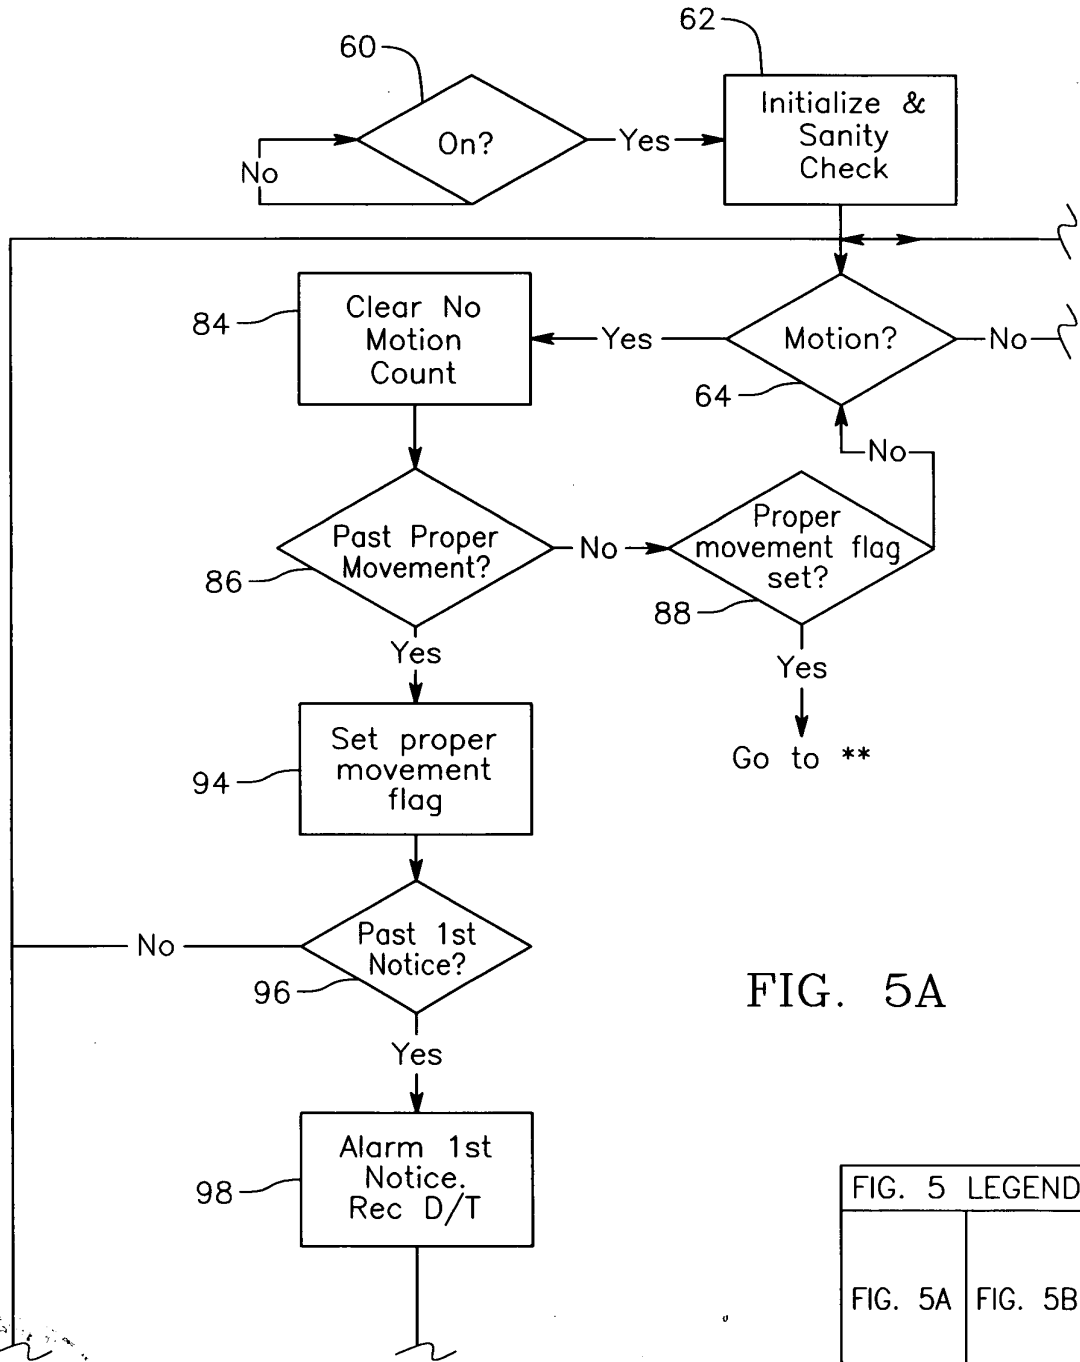 60
62
On?
Yes
No
Initialize &
Sanity
Check
84
Clear No
Motion
Count
Yes
Motion?
No
64
No
86
Past Proper
Movement?
No
Proper
movement flag
set?
88
Yes
Yes
Go to **
94
Set proper
movement
flag
No
Past 1st
Notice?
96
FIG. 5A
Yes
98
Alarm 1st
Notice.
Rec D/T
FIG. 5 LEGEND
FIG. 5A
FIG. 5B